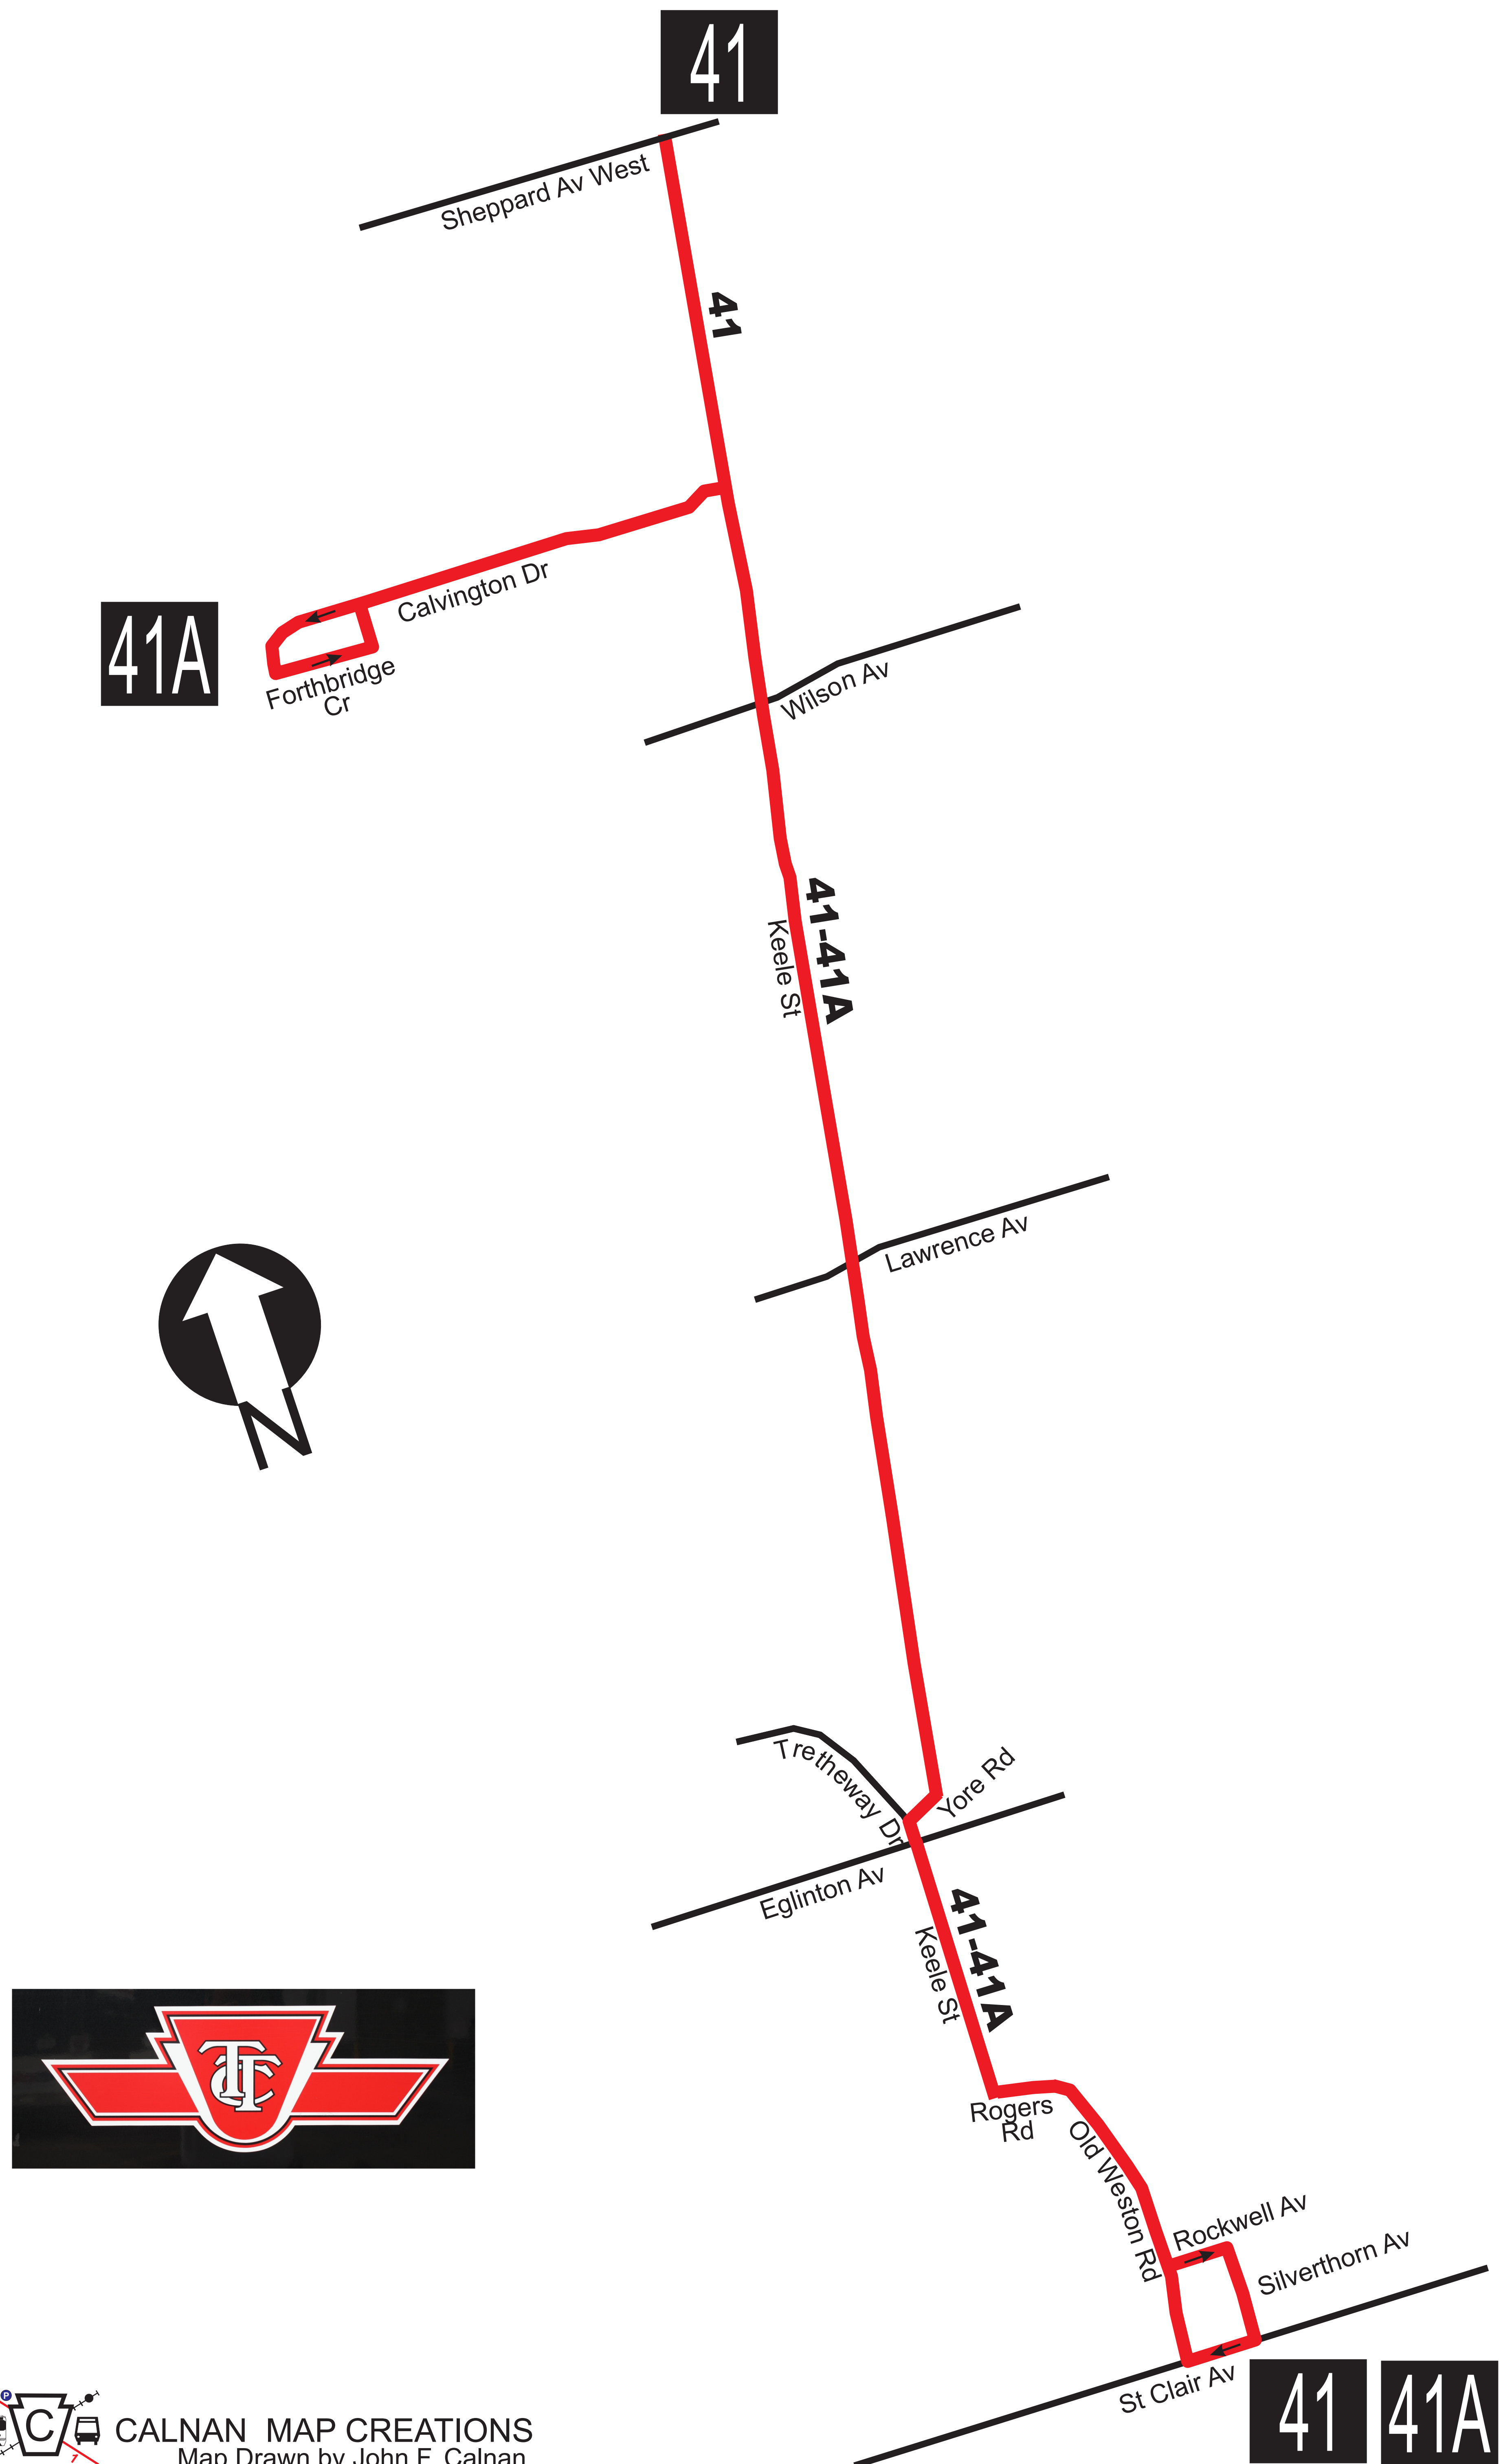 41
Sheppard Av West
41
Calvington Dr
41A
Forthbridge
Cr
Wilson Av
41-41A
Keele St
Lawrence Av
N
Tretheway Dr
Yore Rd
Eglinton Av
41-41A
Keele St
Rogers
Rd
Old Weston Rd
Rockwell Av
Silverthorn Av
St Clair Av
41
41A
TTC
P
C
1
CALNAN MAP CREATIONS
Map Drawn by John F. Calnan